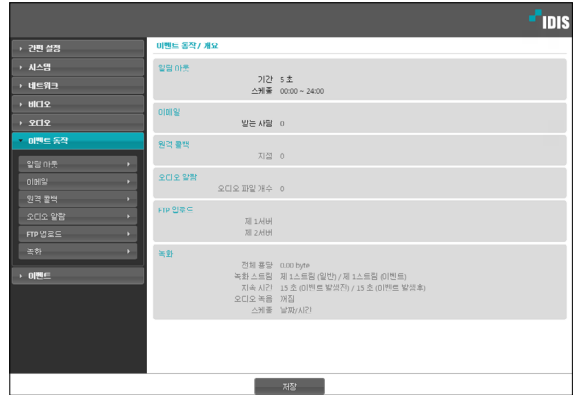 IDIS
간편 설정
시스템
네트워크
비디오
오디오
이벤트 동작
알람 아웃
이메일
원격 콜백
오디오 알람
FTP 업로드
녹화
이벤트
이벤트 동작 / 개요
알람 아웃
기간 5 초
스케줄 00:00 ~ 24:00
이메일
받는 사람 0
원격 콜백
지점 0
오디오 알람
오디오 파일 개수 0
FTP 업로드
제 1서버
제 2서버
녹화
전체 용량 0.00 byte
녹화 스트림 제 1스트림 (일반) / 제 1스트림 (이벤트)
지속 시간 15 초 (이벤트 발생전) / 15 초 (이벤트 발생후)
오디오 녹음 꺼짐
스케줄 날짜/시간
저장